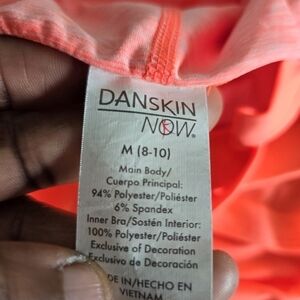 DANSKIN
NOW®
M (8-10)
Main Body/
Cuerpo Principal:
94% Polyester/Poliéster
6% Spandex
Inner Bra/Sostén Interior:
100% Polyester/Poliéster
Exclusive of Decoration
Exclusivo de Decoración
DE IN/HECHO EN
VIETNAM